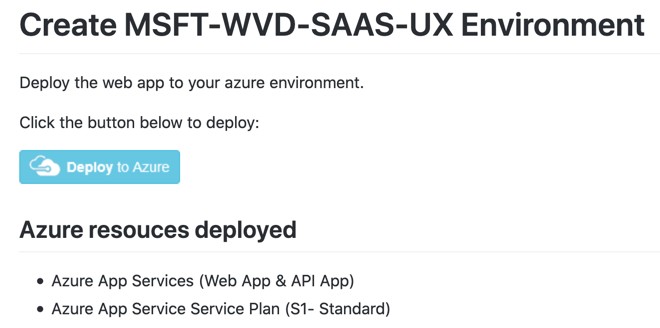 Create MSFT-WVD-SAAS-UX Environment
Deploy the web app to your azure environment.
Click the button below to deploy:
Deploy to Azure
Azure resouces deployed
• Azure App Services (Web App & API App)
• Azure App Service Service Plan (S1- Standard)